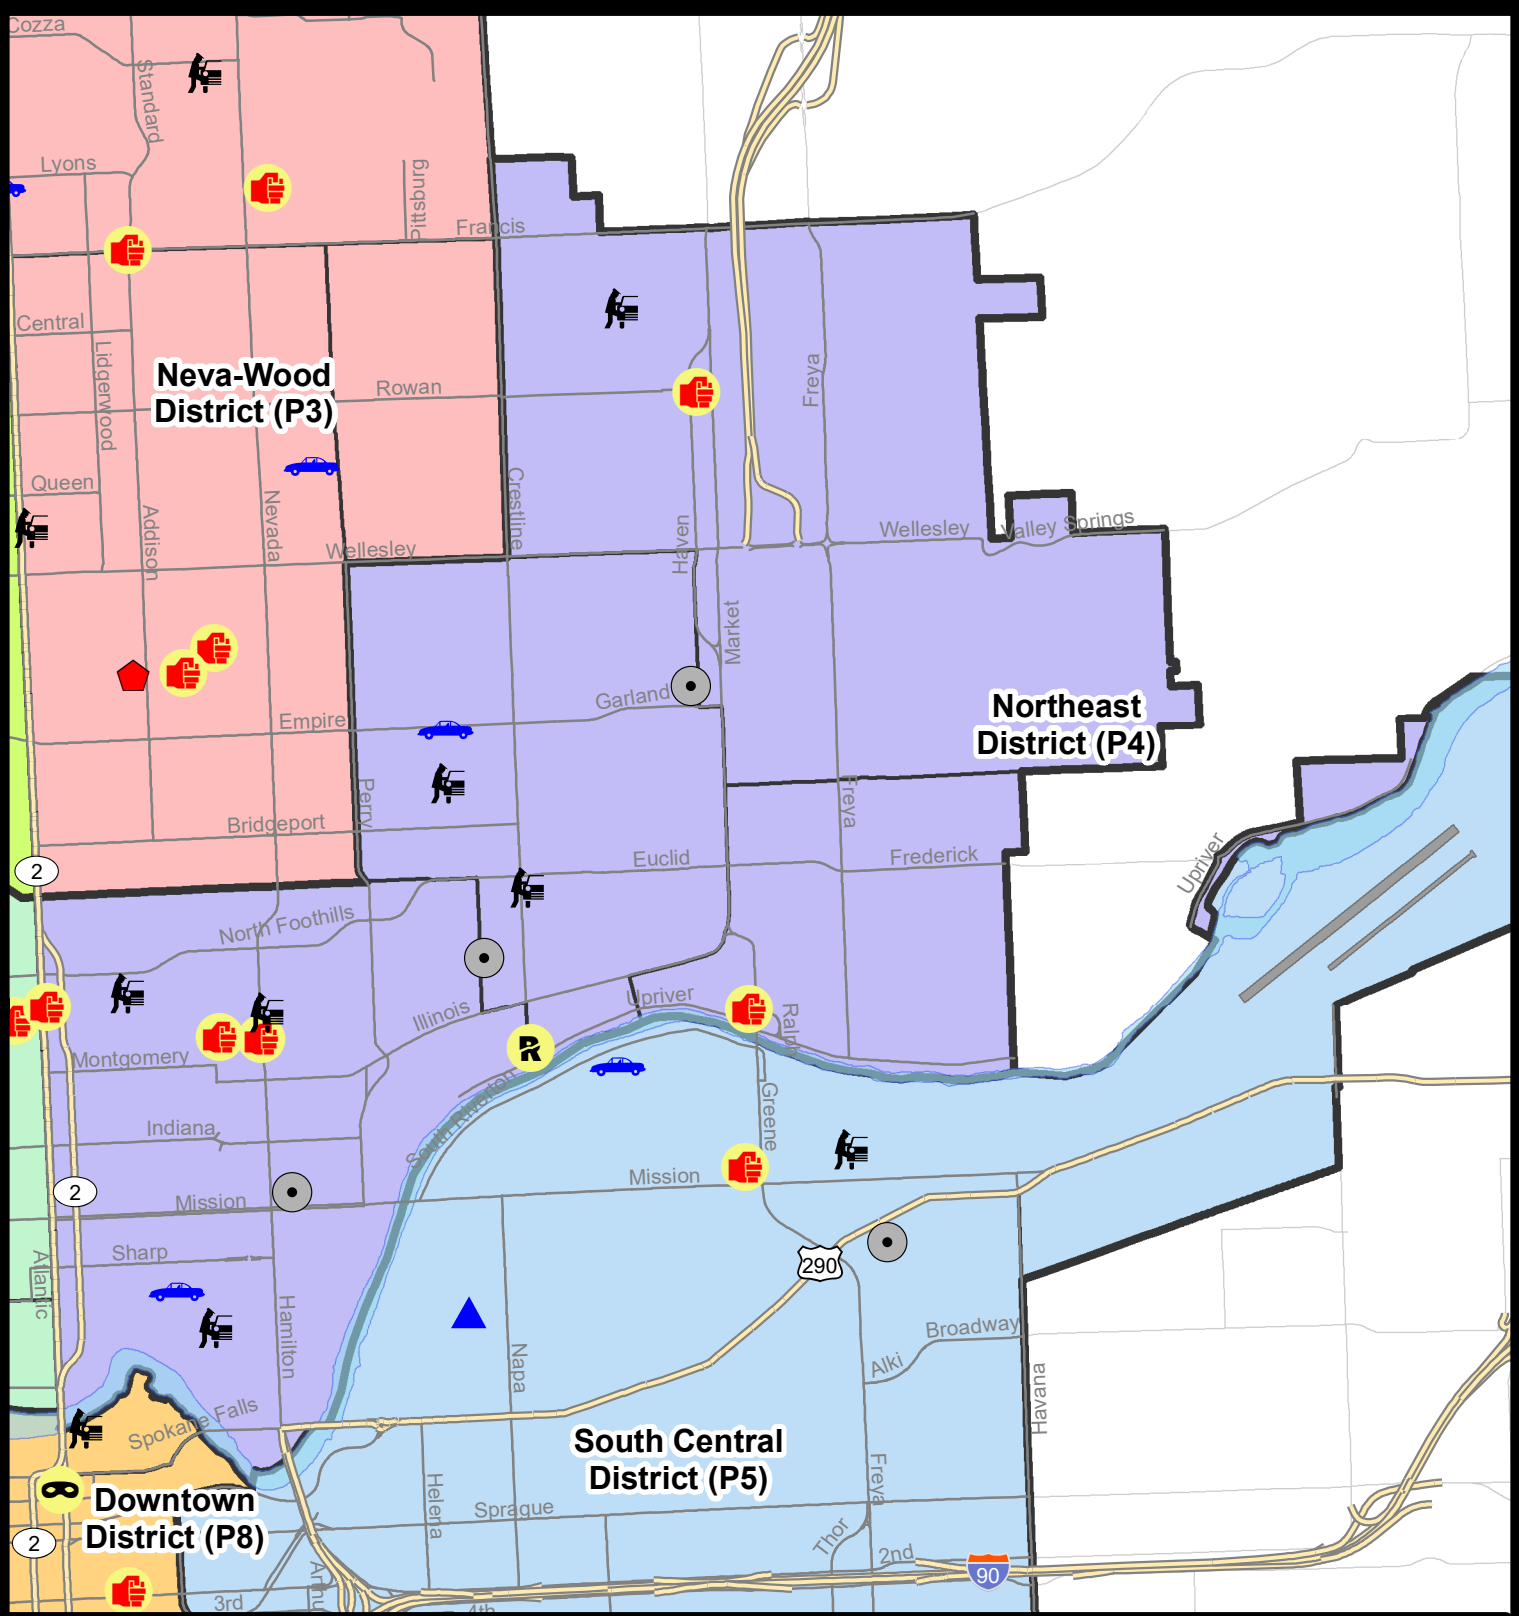 Cozza
Standard
Lyons
Pittsburg
Francis
Central
Lidgerwood
Neva-Wood
District (P3)
Rowan
Freya
Queen
Addison
Nevada
Crestline
Wellesley
Haven
Wellesley
Valley Springs
Market
Garland
Northeast
District (P4)
Empire
Perry
Freya
Bridgeport
Euclid
Frederick
Upriver
2
North Foothills
Illinois
Upriver
Ralph
R
Montgomery
South Riverton
Greene
Indiana
Mission
2
Mission
Sharp
Atlantic
290
Hamilton
Napa
Broadway
Alki
Havana
Spokane Falls
South Central
District (P5)
Freya
Helena
Downtown
District (P8)
Sprague
Thor
2
2nd
90
3rd
4th